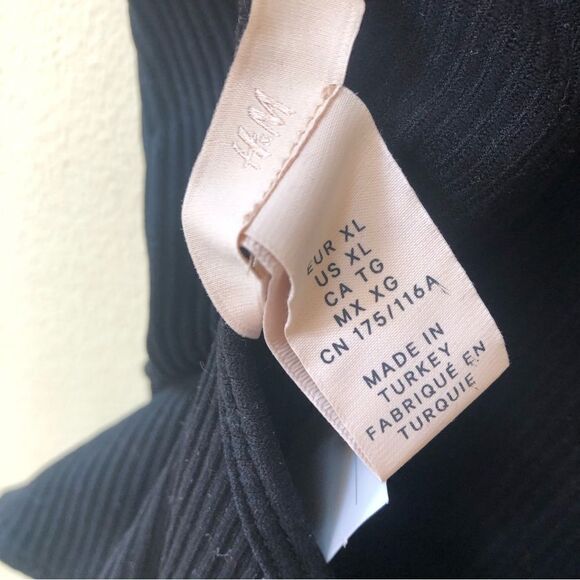 H&M
EUR XL
US XL
CA TG
MX XG
CN 175/116A
MADE IN
TURKEY
FABRIQUÉ EN
TURQUIE